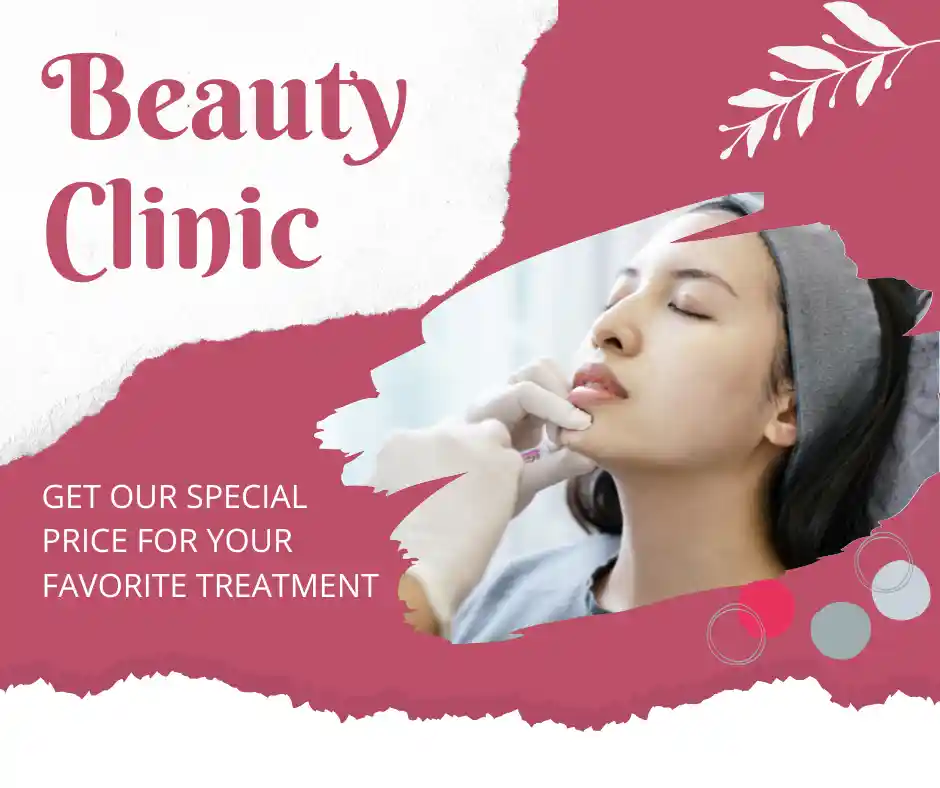 Beauty
Clinic
GET OUR SPECIAL
PRICE FOR YOUR
FAVORITE TREATMENT